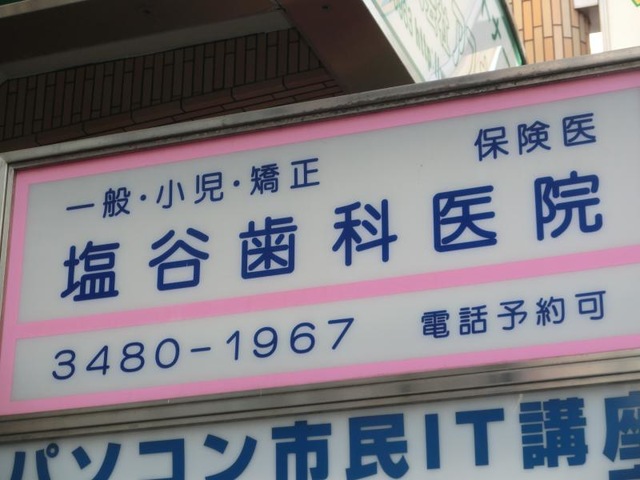 一般・小児・矯正 保険医
塩谷歯科医院
3480-1967 電話予約可
パソコン市民IT講座